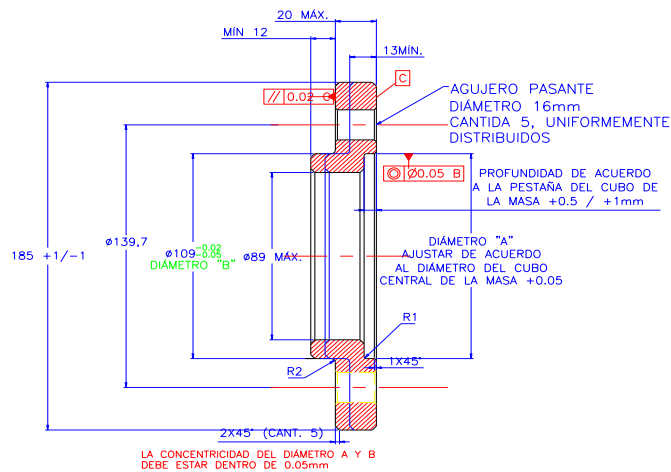 20 MÁX.
MÍN 12
13MÍN.
// 0.02 C
C
AGUJERO PASANTE
DIÁMETRO 16mm
CANTIDA 5, UNIFORMEMENTE
DISTRIBUIDOS
◎ Ø0.05 B
PROFUNDIDAD DE ACUERDO
A LA PESTAÑA DEL CUBO DE
LA MASA +0.5 / +1mm
185 +1/-1
ø139,7
ø109 -0.02 -0.05
DIÁMETRO "B"
ø89 MÁX.
DIÁMETRO "A"
AJUSTAR DE ACUERDO
AL DIÁMETRO DEL CUBO
CENTRAL DE LA MASA +0.05
R1
R2
1X45°
2X45° (CANT. 5)
LA CONCENTRICIDAD DEL DIÁMETRO A Y B
DEBE ESTAR DENTRO DE 0.05mm